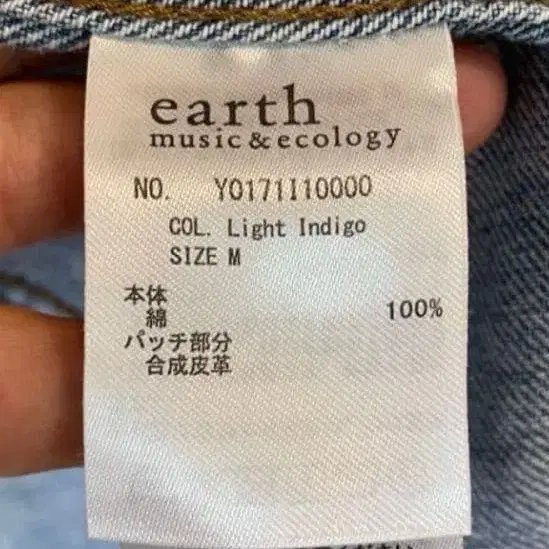 earth
music & ecology
NO. Y0171I10000
COL. Light Indigo
SIZE M
本体
綿 100%
パッチ部分
合成皮革